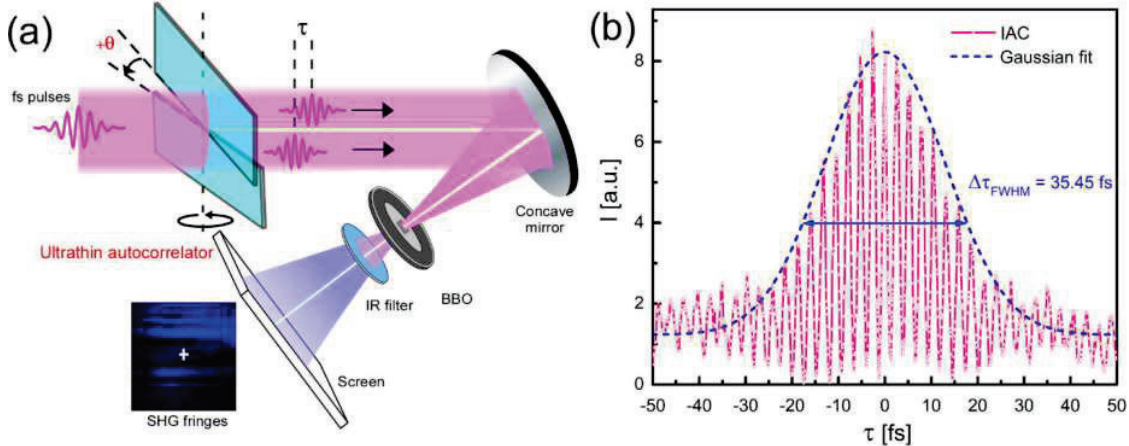 (a)
+θ
τ
fs pulses
Concave
mirror
Ultrathin autocorrelator
BBO
IR filter
Screen
SHG fringes
(b)
IAC
Gaussian fit
Δτ_FWHM = 35.45 fs
I [a.u.]
8
6
4
2
0
-50 -40 -30 -20 -10 0 10 20 30 40 50
τ [fs]